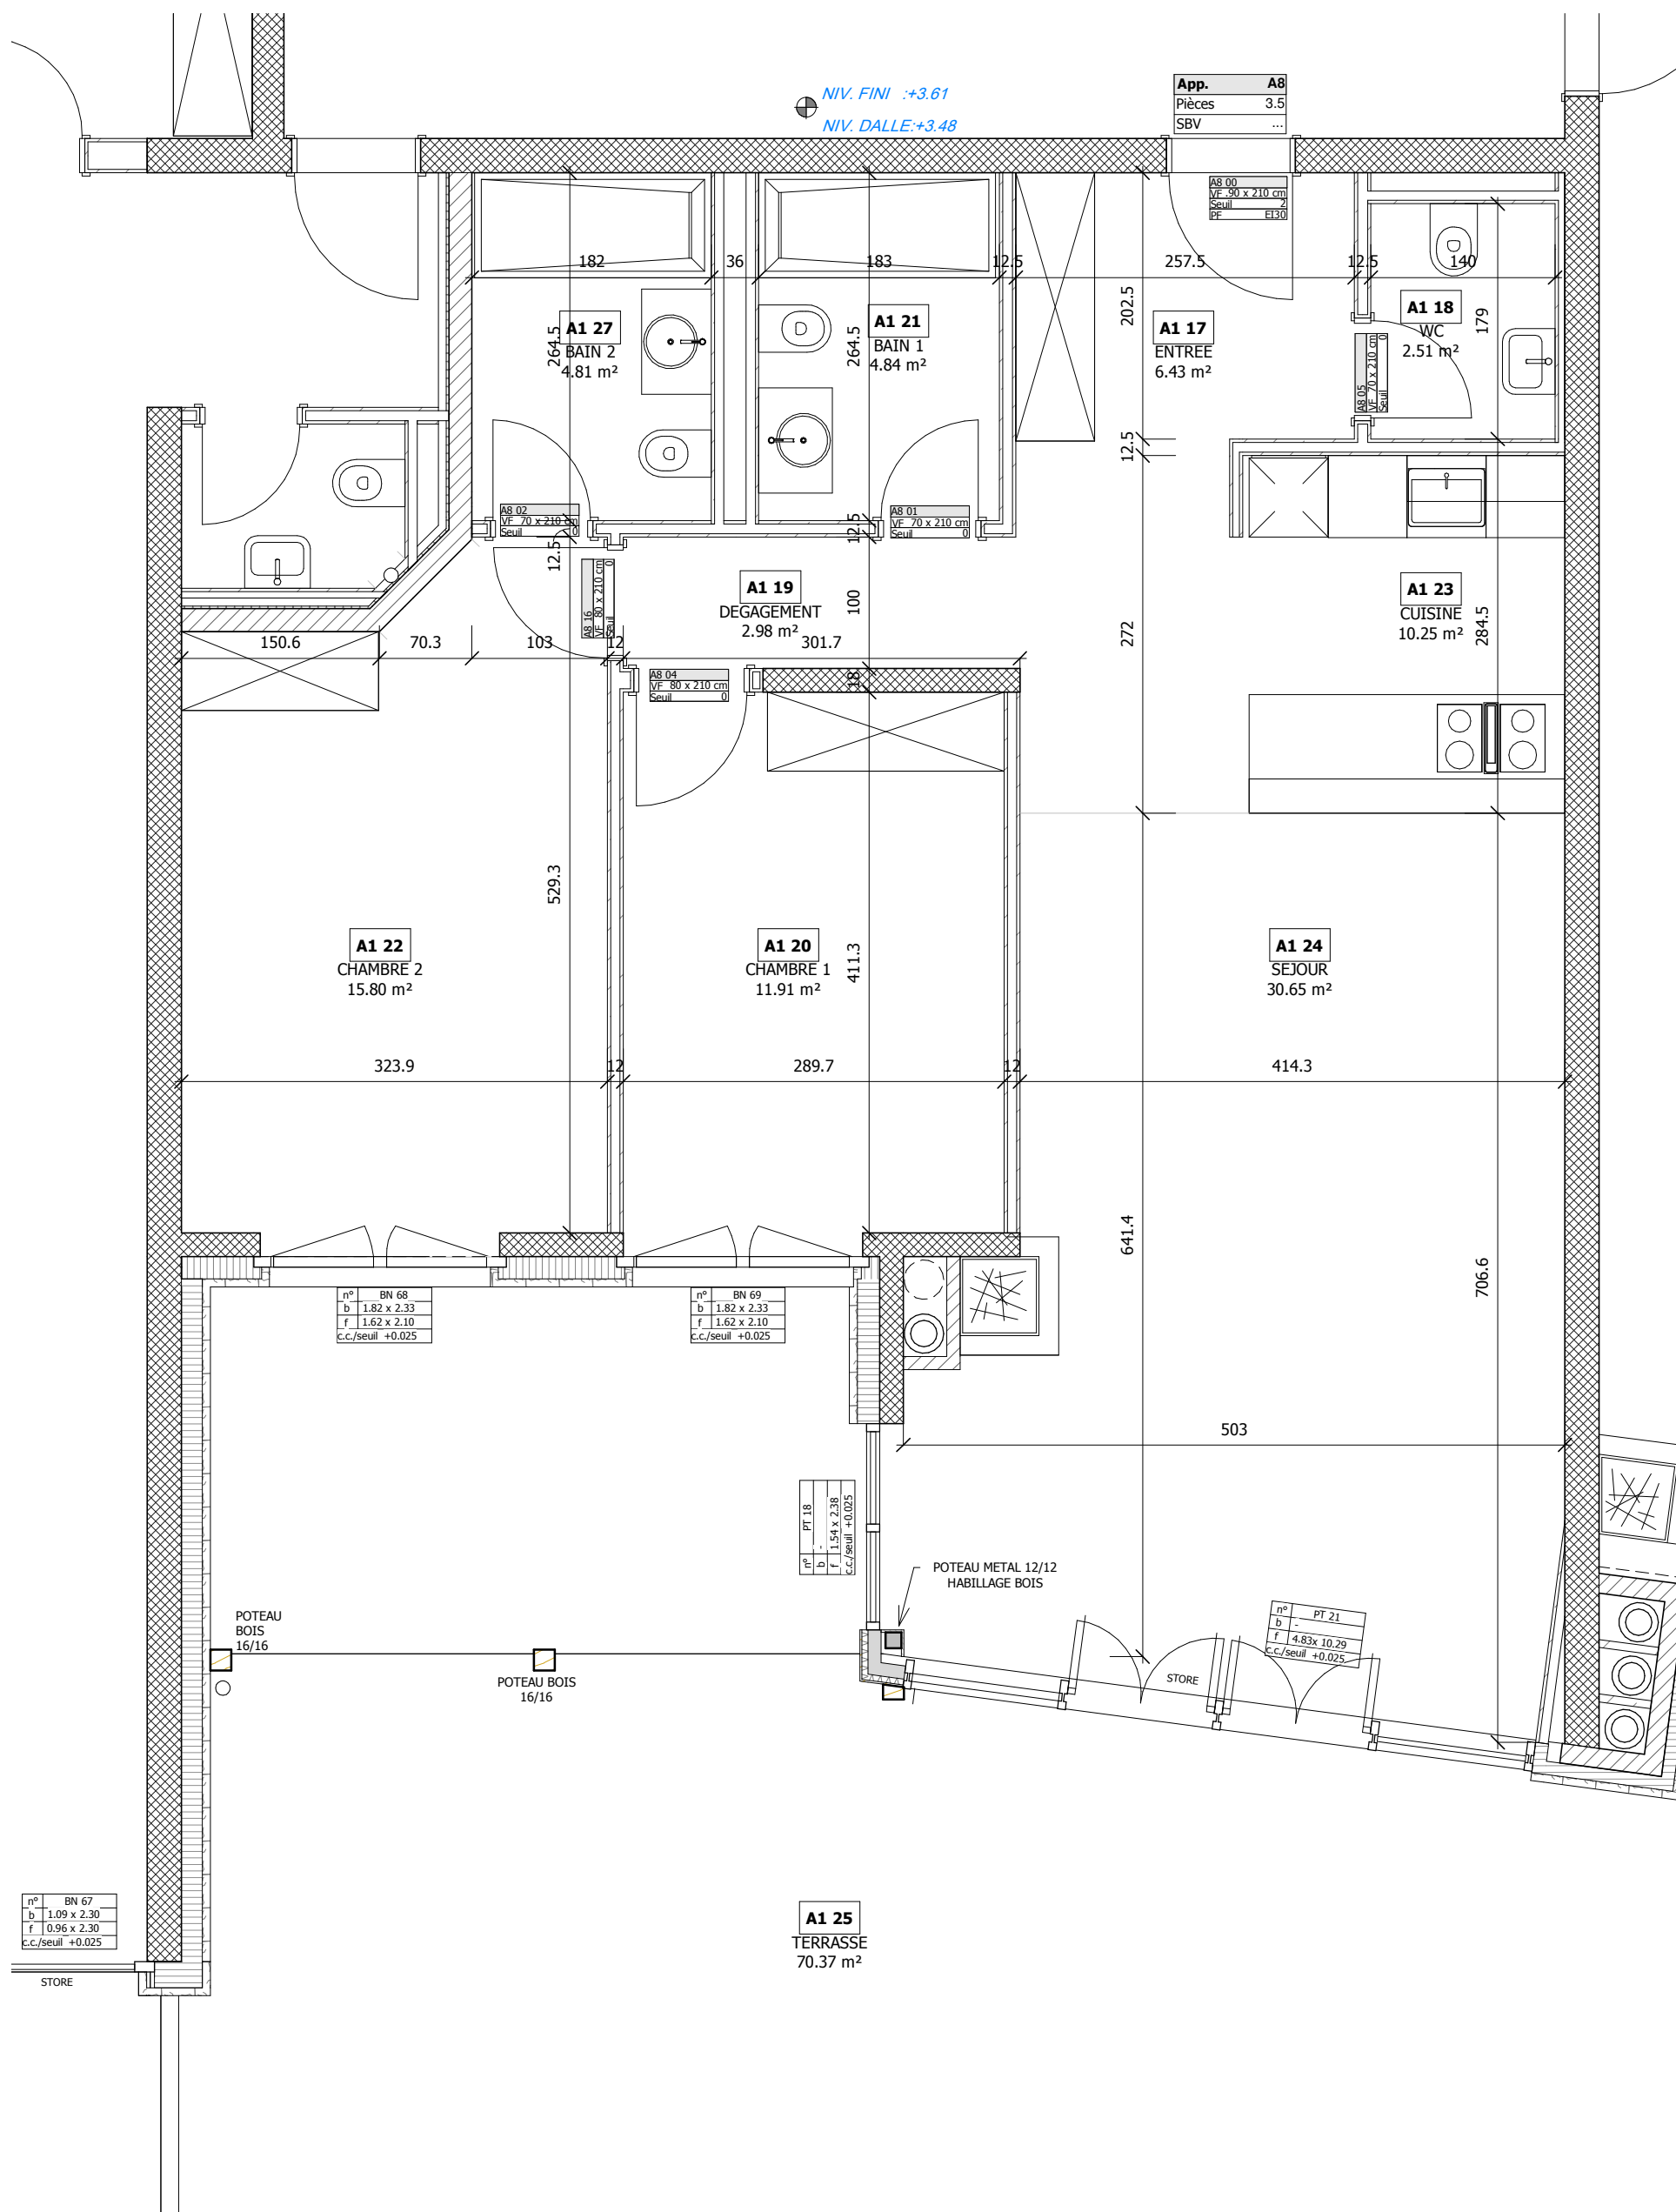 NIV. FINI :+3.61
NIV. DALLE:+3.48
App. A8
Pièces 3.5
SBV ...
A8 00
VF .90 x 210 cm
Seuil 2
PF EI30
182
36
183
12.5
257.5
12.5
140
264.5
264.5
202.5
179
A1 27
BAIN 2
4.81 m²
A1 21
BAIN 1
4.84 m²
A1 17
ENTREE
6.43 m²
A1 18
WC
2.51 m²
A8 05
VF 70 x 210 cm
Seuil 0
12.5
A8 02
VF 70 x 210 cm
Seuil 0
A8 01
VF 70 x 210 cm
Seuil 0
12.5
12.5
A8 16
VF 80 x 210 cm
Seuil 0
A1 19
DEGAGEMENT
2.98 m²
100
272
A1 23
CUISINE
10.25 m²
284.5
150.6
70.3
103
12
301.7
A8 04
VF 80 x 210 cm
Seuil 0
18
529.3
411.3
A1 22
CHAMBRE 2
15.80 m²
A1 20
CHAMBRE 1
11.91 m²
A1 24
SEJOUR
30.65 m²
323.9
12
289.7
12
414.3
641.4
706.6
n° BN 68
b 1.82 x 2.33
f 1.62 x 2.10
c.c./seuil +0.025
n° BN 69
b 1.82 x 2.33
f 1.62 x 2.10
c.c./seuil +0.025
503
n° PT 18
b -
f 1.54 x 2.38
c.c./seuil +0.025
POTEAU METAL 12/12
HABILLAGE BOIS
n° PT 21
b -
f 4.83x 10.29
c.c./seuil +0.025
POTEAU
BOIS
16/16
POTEAU BOIS
16/16
STORE
n° BN 67
b 1.09 x 2.30
f 0.96 x 2.30
c.c./seuil +0.025
STORE
A1 25
TERRASSE
70.37 m²